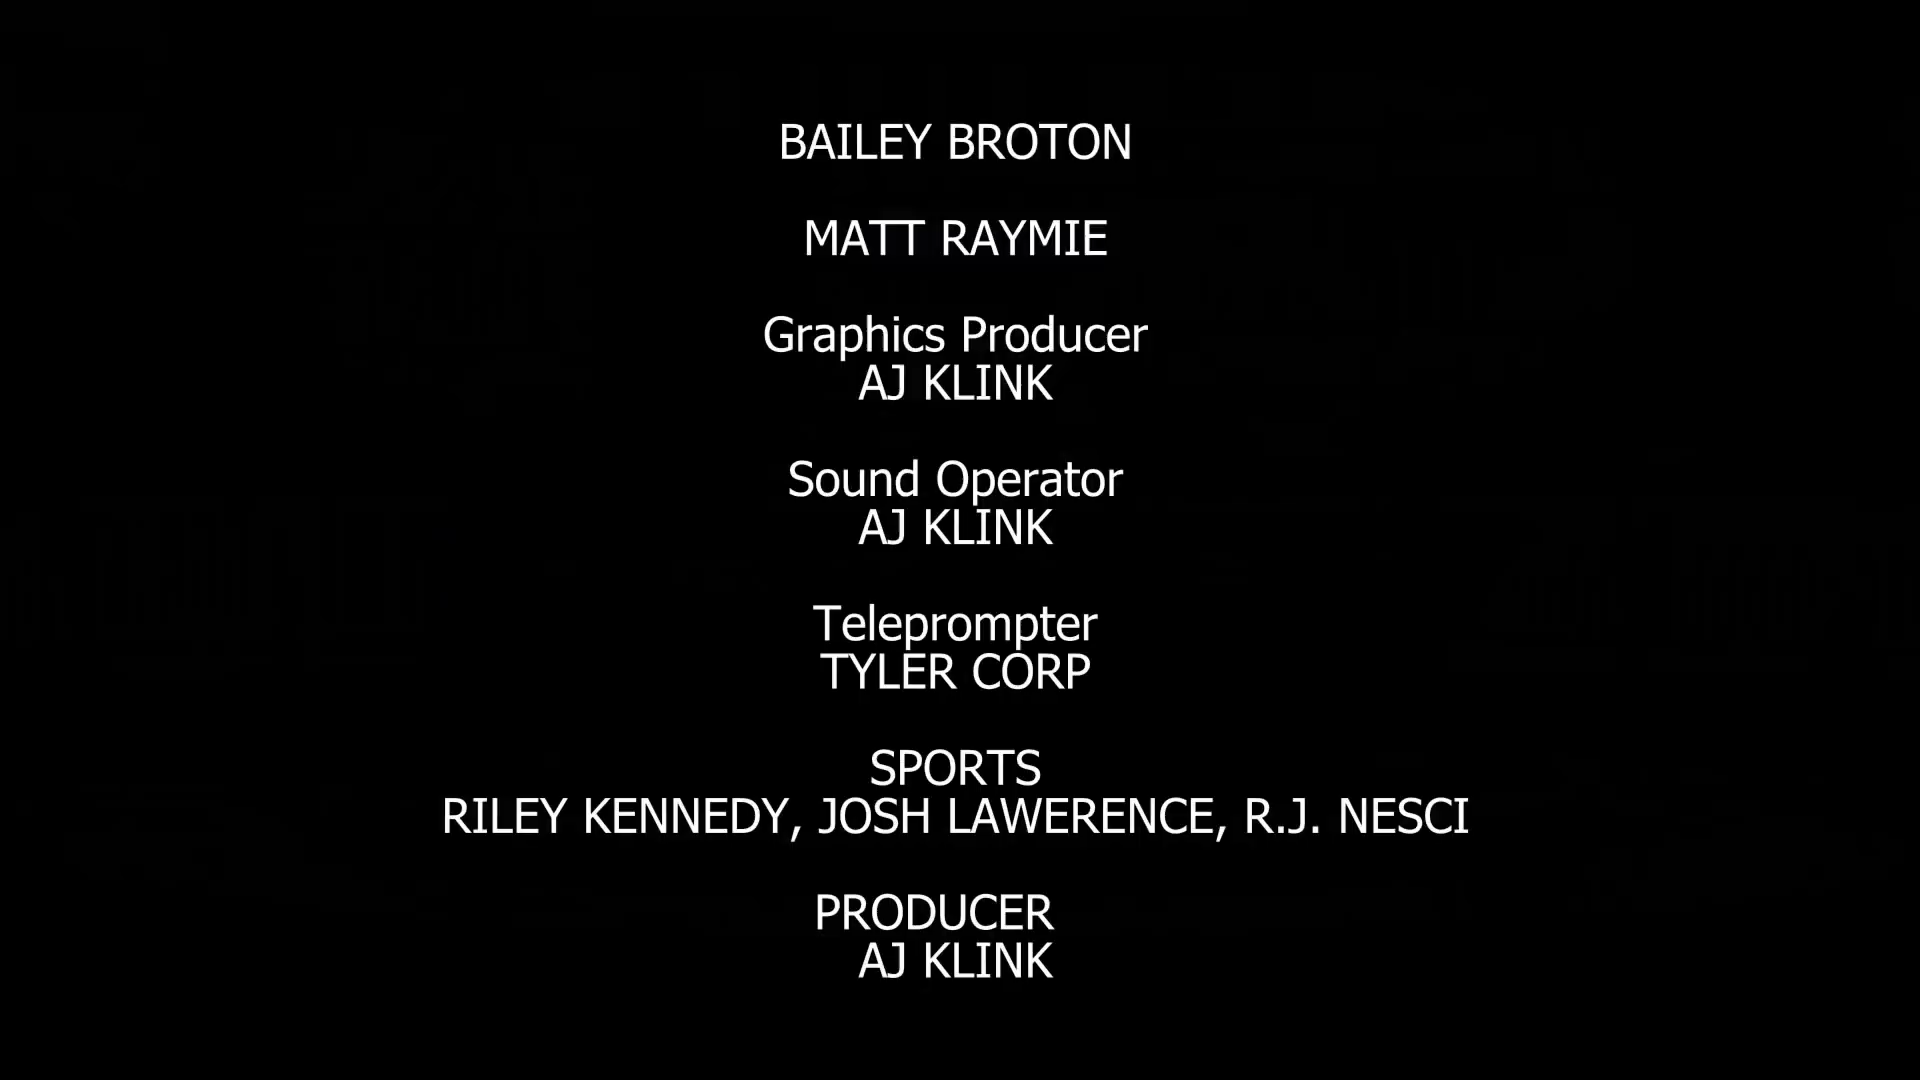 BAILEY BROTON
MATT RAYMIE
Graphics Producer
AJ KLINK
Sound Operator
AJ KLINK
Teleprompter
TYLER CORP
SPORTS
RILEY KENNEDY, JOSH LAWERENCE, R.J. NESCI
PRODUCER
AJ KLINK